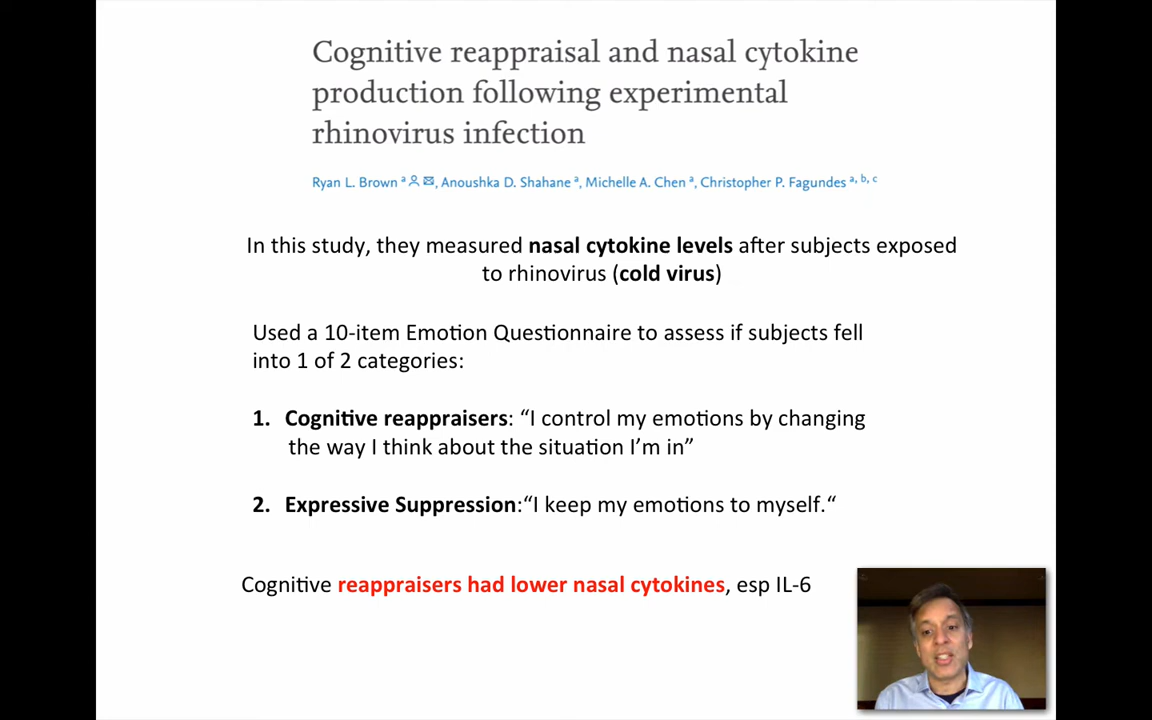 Cognitive reappraisal and nasal cytokine
production following experimental
rhinovirus infection
Ryan L. Brown ᵃ, Anoushka D. Shahane ᵃ, Michelle A. Chen ᵃ, Christopher P. Fagundes ᵃ, ᵇ, ᶜ
In this study, they measured nasal cytokine levels after subjects exposed
to rhinovirus (cold virus)
Used a 10-item Emotion Questionnaire to assess if subjects fell
into 1 of 2 categories:
1. Cognitive reappraisers: “I control my emotions by changing
the way I think about the situation I’m in”
2. Expressive Suppression:“I keep my emotions to myself.“
Cognitive reappraisers had lower nasal cytokines, esp IL-6